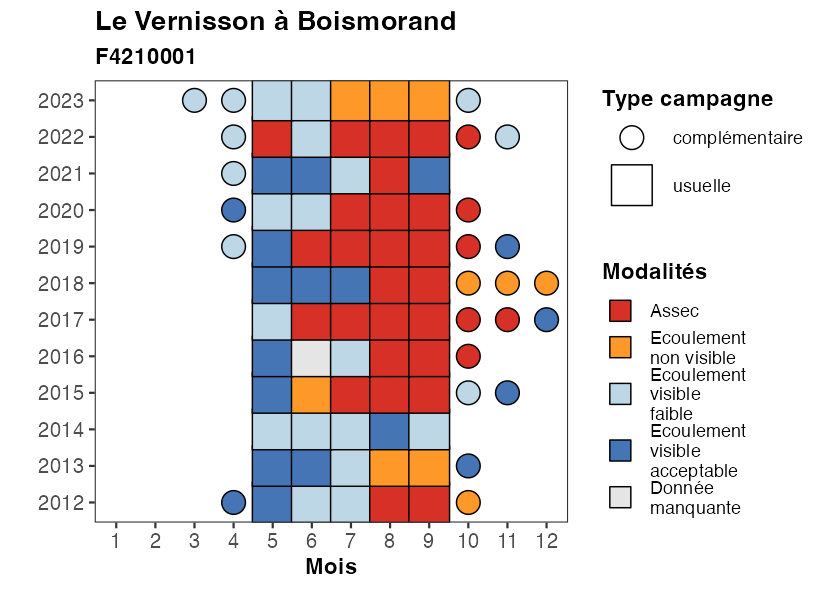 Le Vernisson à Boismorand
F4210001
2023
2022
2021
2020
2019
2018
2017
2016
2015
2014
2013
2012
1 2 3 4 5 6 7 8 9 10 11 12
Mois
Type campagne
complémentaire
usuelle
Modalités
Assec
Ecoulement
non visible
Ecoulement
visible
faible
Ecoulement
visible
acceptable
Donnée
manquante